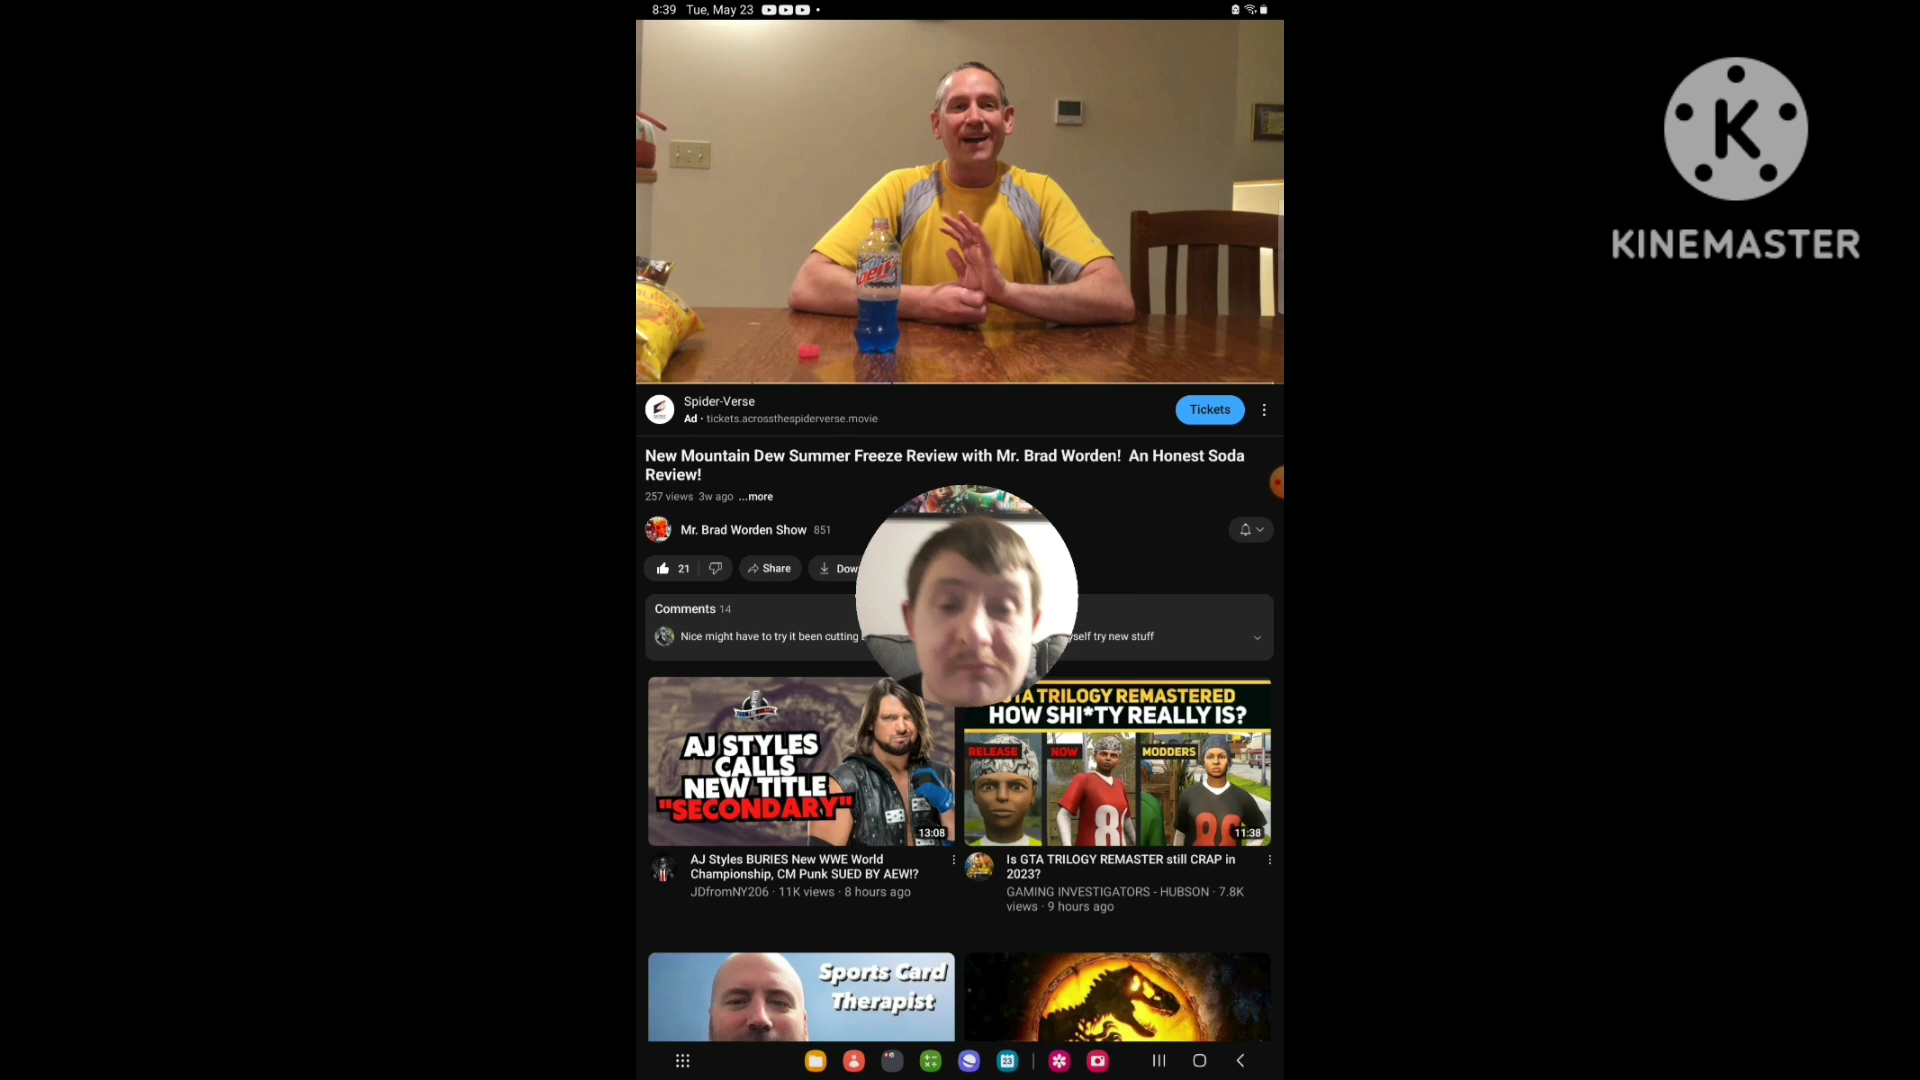 8:39 Tue, May 23
KINEMASTER
Spider-Verse
Ad · tickets.acrossthespiderverse.movie
Tickets
New Mountain Dew Summer Freeze Review with Mr. Brad Worden! An Honest Soda
Review!
257 views 3w ago ...more
Mr. Brad Worden Show 851
21 Share Dow
Comments 14
Nice might have to try it been cutting
self try new stuff
AJ STYLES
CALLS
NEW TITLE
"SECONDARY"
13:08
TA TRILOGY REMASTERED
HOW SHI*TY REALLY IS?
RELEASE NOW MODDERS
11:38
AJ Styles BURIES New WWE World
Championship, CM Punk SUED BY AEW!?
JDfromNY206 · 11K views · 8 hours ago
Is GTA TRILOGY REMASTER still CRAP in
2023?
GAMING INVESTIGATORS - HUBSON · 7.8K
views · 9 hours ago
Sports Card
Therapist
23